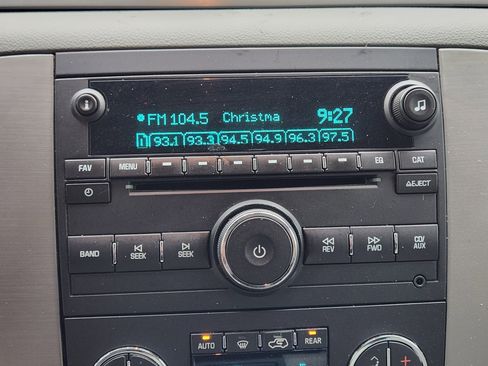 FM 104.5 Christma 9:27
1 93.1 93.3 94.5 94.9 96.3 97.5
FAV MENU EQ CAT
EJECT
BAND SEEK SEEK REV FWD CD/AUX
AUTO REAR